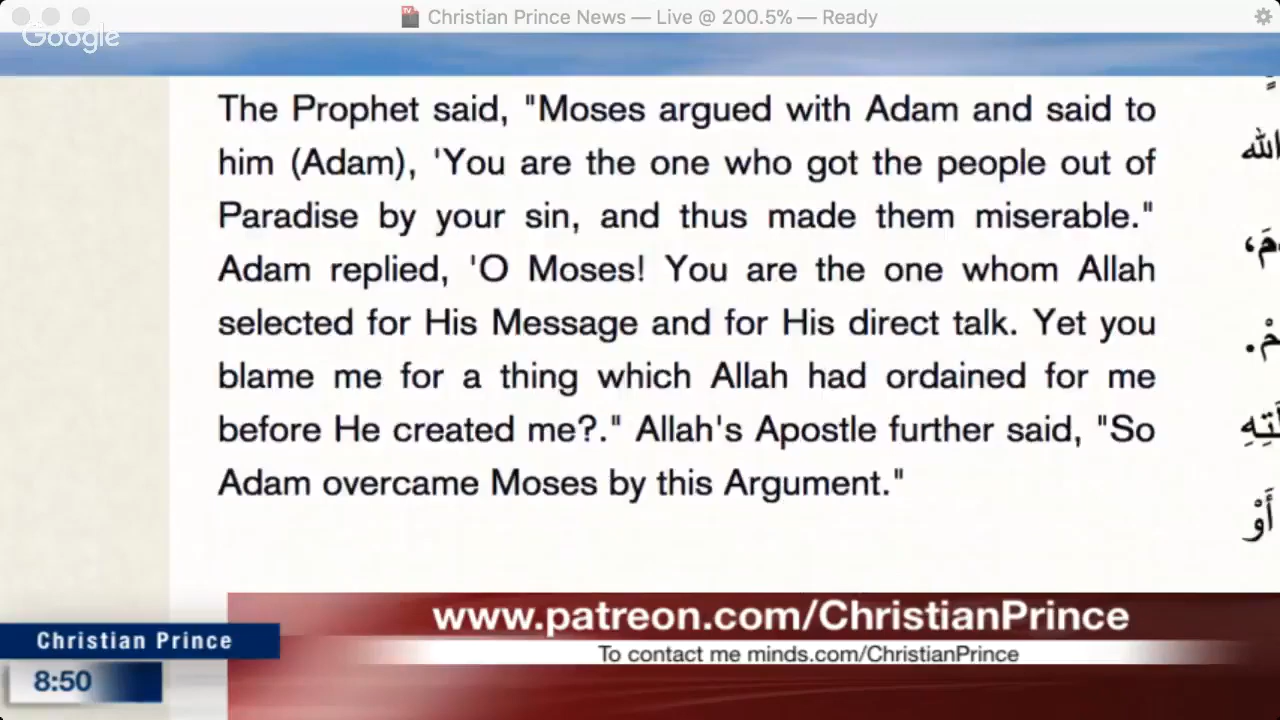 Christian Prince News — Live @ 200.5% — Ready
Google
The Prophet said, "Moses argued with Adam and said to
him (Adam), 'You are the one who got the people out of
Paradise by your sin, and thus made them miserable."
Adam replied, 'O Moses! You are the one whom Allah
selected for His Message and for His direct talk. Yet you
blame me for a thing which Allah had ordained for me
before He created me?." Allah's Apostle further said, "So
Adam overcame Moses by this Argument."
الله
أَوْ
www.patreon.com/ChristianPrince
To contact me minds.com/ChristianPrince
Christian Prince
8:50